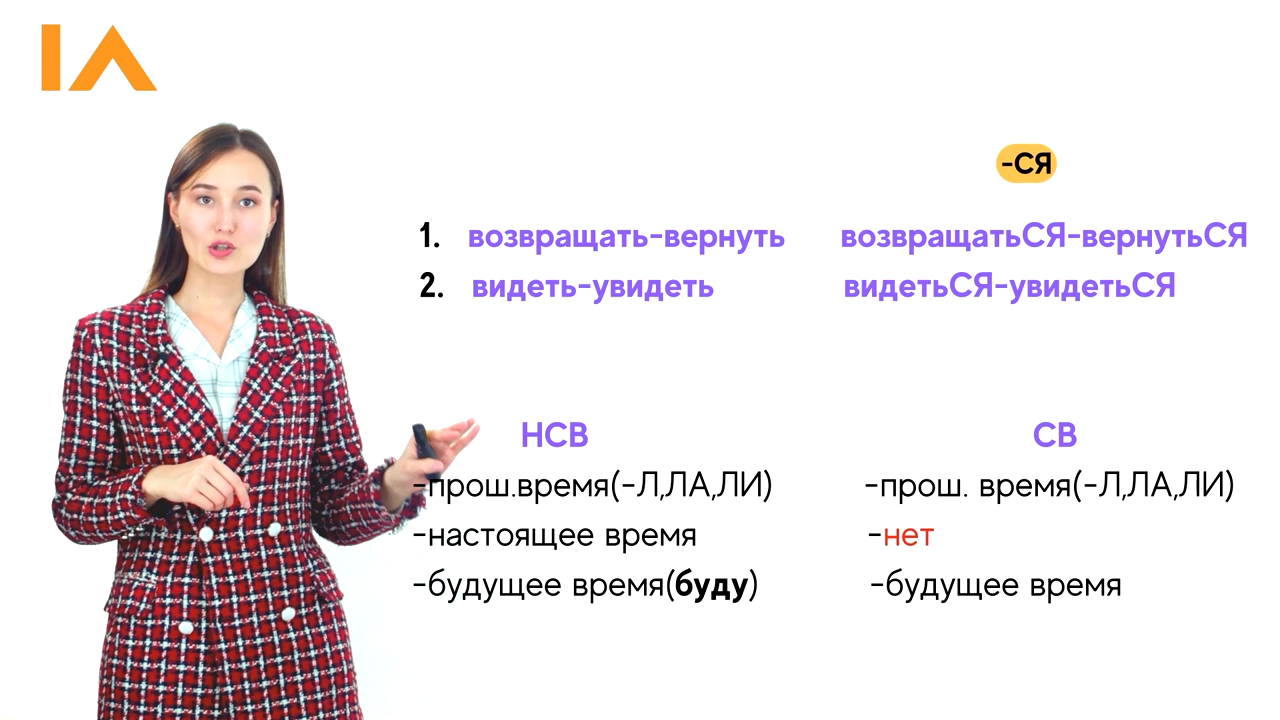 -СЯ
1. возвращать-вернуть возвращатьСЯ-вернутьСЯ
2. видеть-увидеть видетьСЯ-увидетьСЯ
НСВ СВ
-прош.время(-Л,ЛА,ЛИ) -прош. время(-Л,ЛА,ЛИ)
-настоящее время -нет
-будущее время(буду) -будущее время